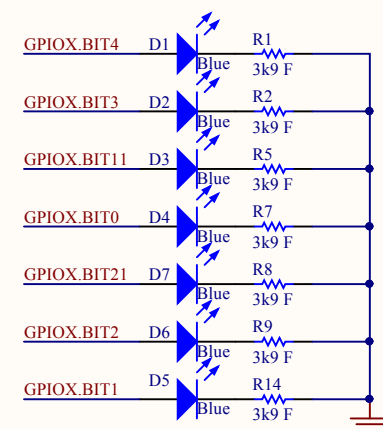 GPIOX.BIT4 D1 R1
Blue 3k9 F
GPIOX.BIT3 D2 R2
Blue 3k9 F
GPIOX.BIT11 D3 R5
Blue 3k9 F
GPIOX.BIT0 D4 R7
Blue 3k9 F
GPIOX.BIT21 D7 R8
Blue 3k9 F
GPIOX.BIT2 D6 R9
Blue 3k9 F
GPIOX.BIT1 D5 R14
Blue 3k9 F